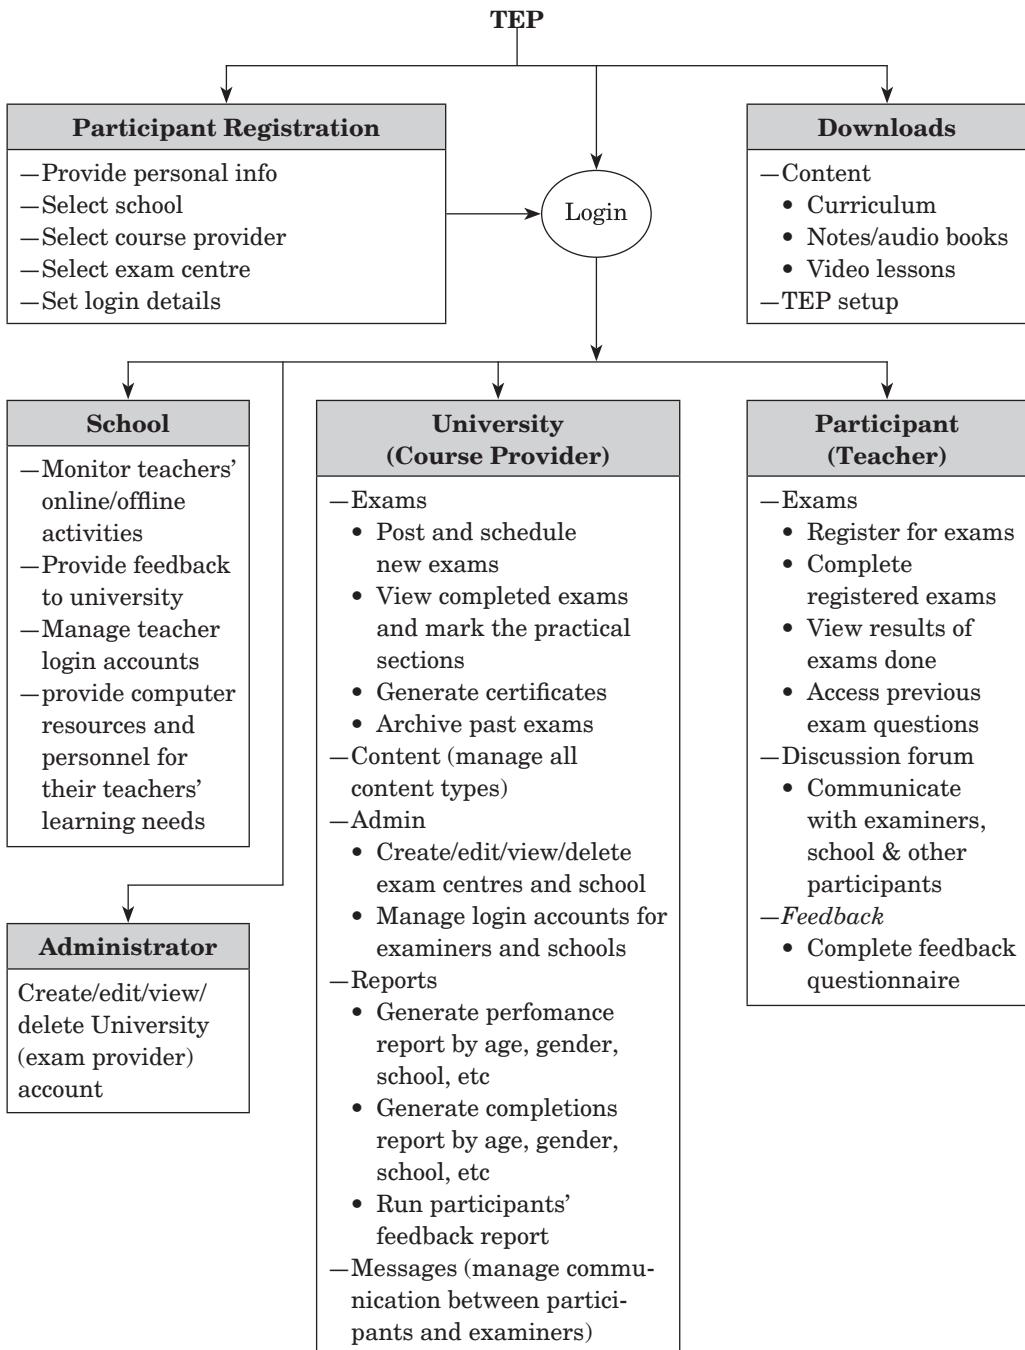 TEP
Participant Registration
—Provide personal info
—Select school
—Select course provider
—Select exam centre
—Set login details
Login
Downloads
—Content
• Curriculum
• Notes/audio books
• Video lessons
—TEP setup
School
—Monitor teachers’
online/offline
activities
—Provide feedback
to university
—Manage teacher
login accounts
—provide computer
resources and
personnel for
their teachers’
learning needs
Administrator
Create/edit/view/
delete University
(exam provider)
account
University
(Course Provider)
—Exams
• Post and schedule
new exams
• View completed exams
and mark the practical
sections
• Generate certificates
• Archive past exams
—Content (manage all
content types)
—Admin
• Create/edit/view/delete
exam centres and school
• Manage login accounts for
examiners and schools
—Reports
• Generate perfomance
report by age, gender,
school, etc
• Generate completions
report by age, gender,
school, etc
• Run participants’
feedback report
—Messages (manage commu-
nication between partici-
pants and examiners)
Participant
(Teacher)
—Exams
• Register for exams
• Complete
registered exams
• View results of
exams done
• Access previous
exam questions
—Discussion forum
• Communicate
with examiners,
school & other
participants
—Feedback
• Complete feedback
questionnaire